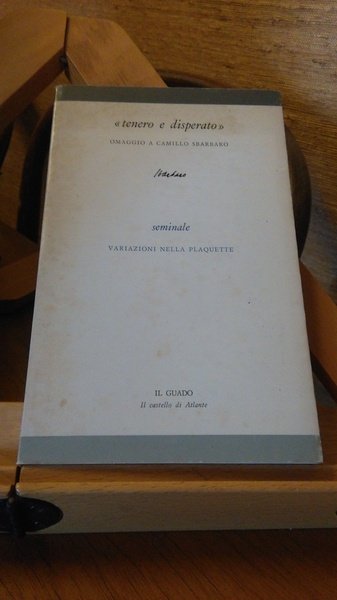 «tenero e disperato»
OMAGGIO A CAMILLO SBARBARO
Sbarbaro
seminale
VARIAZIONI NELLA PLAQUETTE
IL GUADO
Il castello di Atlante